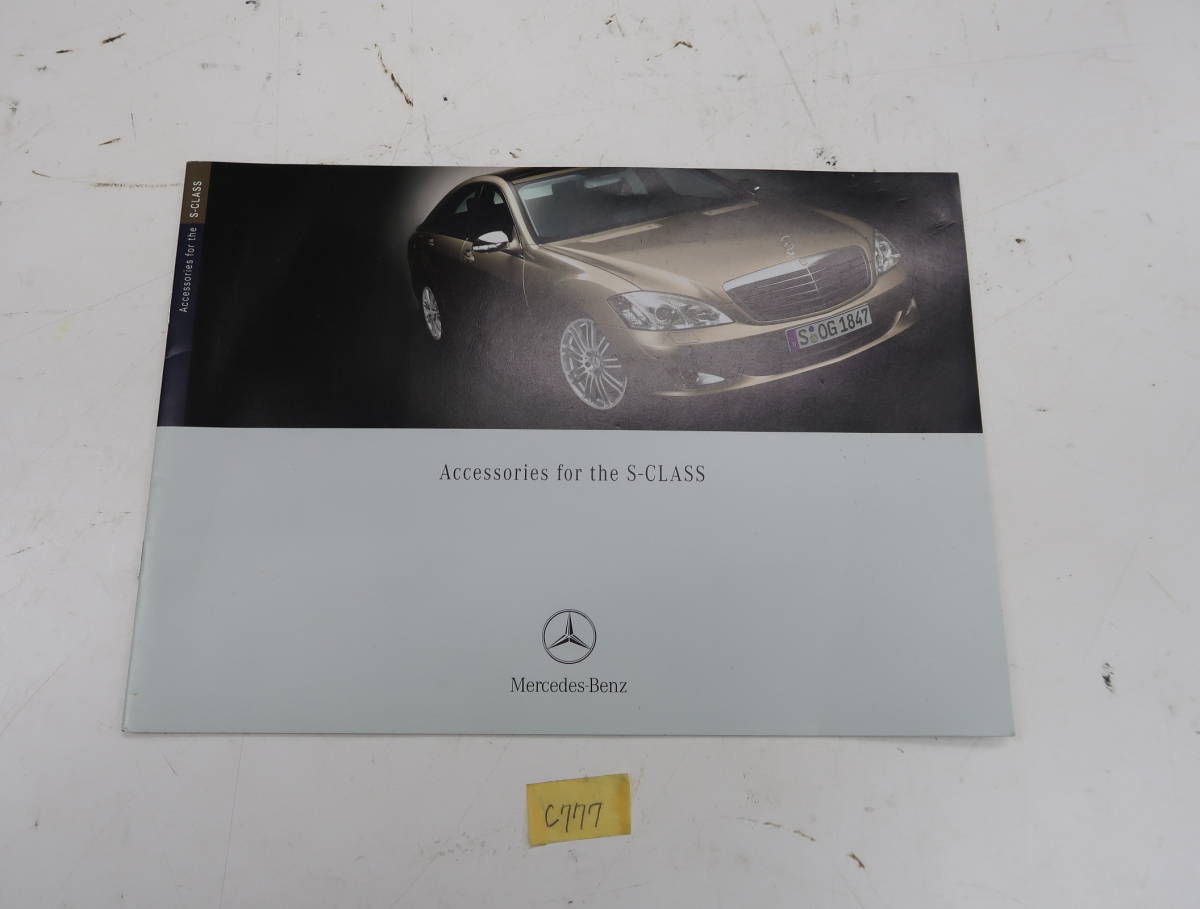 Accessories for the S-CLASS
S OG 1847
Accessories for the S-CLASS
Mercedes-Benz
C777